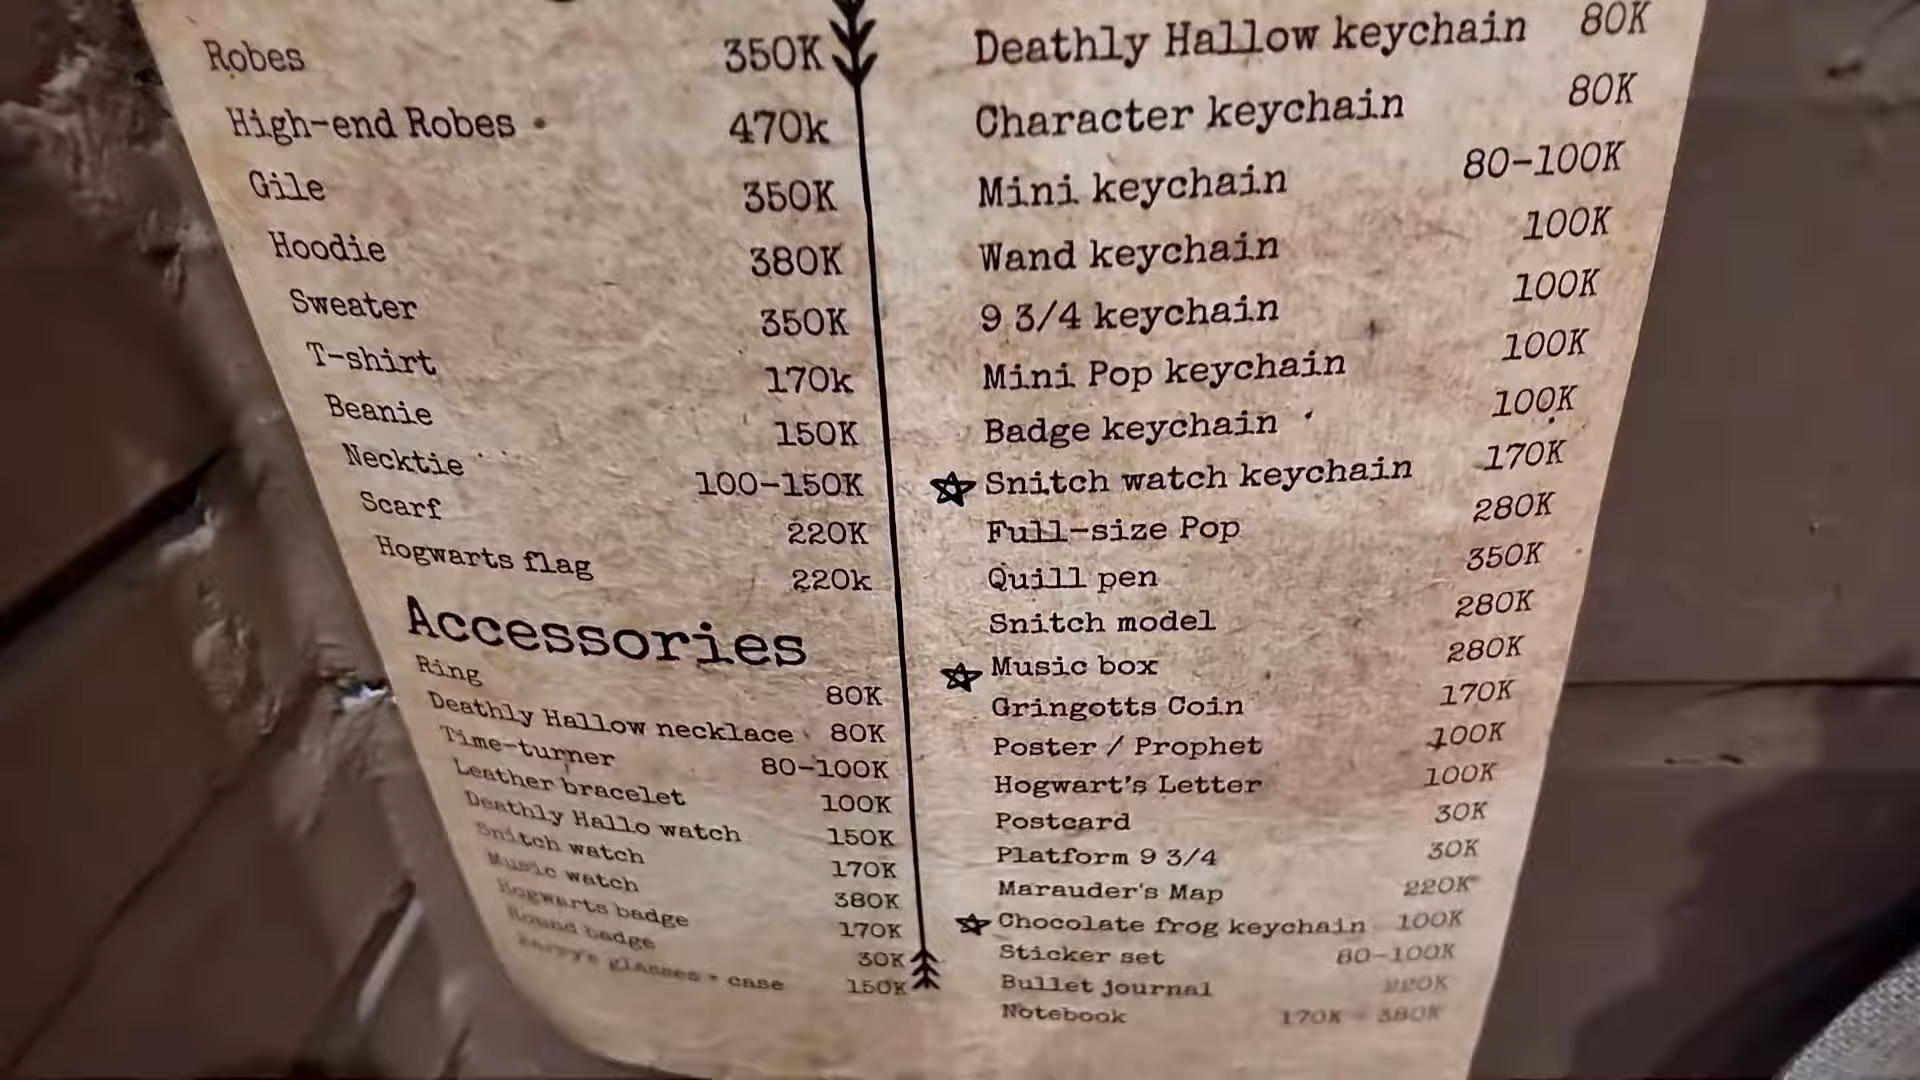 Robes 350K
High-end Robes 470k
Gile 350K
Hoodie 380K
Sweater 350K
T-shirt 170k
Beanie 150K
Necktie 100-150K
Scarf 220K
Hogwarts flag 220k
Accessories
Ring 80K
Deathly Hallow necklace 80K
Time-turner 80-100K
Leather bracelet 100K
Deathly Hallo watch 150K
Snitch watch 170K
Music watch 380K
Hogwarts badge 170K
Round badge 30K
Harry's glasses + case 150K
Deathly Hallow keychain 80K
Character keychain 80K
Mini keychain 80-100K
Wand keychain 100K
9 3/4 keychain 100K
Mini Pop keychain 100K
Badge keychain 100K
Snitch watch keychain 170K
Full-size Pop 280K
Quill pen 350K
Snitch model 280K
Music box 280K
Gringotts Coin 170K
Poster / Prophet 100K
Hogwart's Letter 100K
Postcard 30K
Platform 9 3/4 30K
Marauder's Map 220K
Chocolate frog keychain 100K
Sticker set 80-100K
Bullet journal 220K
Notebook 170K - 380K